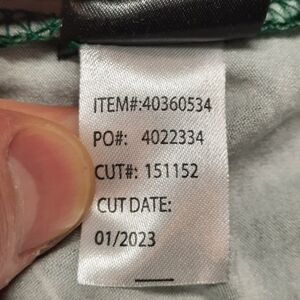 ITEM#:40360534
PO#: 4022334
CUT#: 151152
CUT DATE:
01/2023